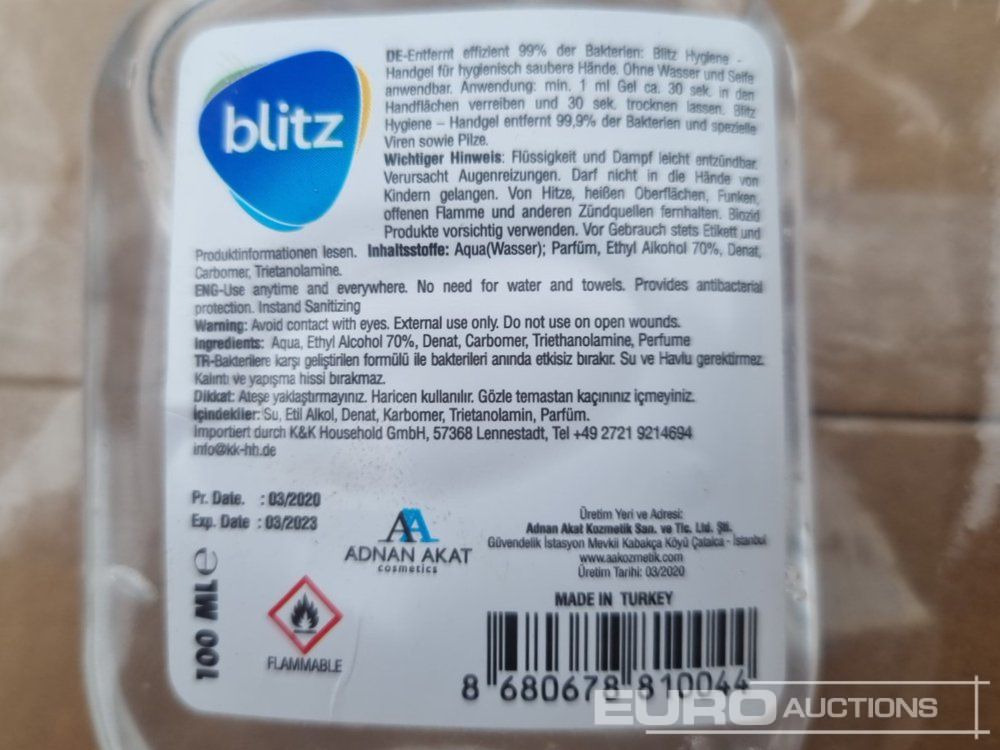 blitz
DE-Entfernt effizient 99% der Bakterien: Blitz Hygiene -
Handgel für hygienisch saubere Hände. Ohne Wasser und Seife
anwendbar. Anwendung: min. 1 ml Gel ca. 30 sek. in den
Handflächen verreiben und 30 sek. trocknen lassen. Blitz
Hygiene – Handgel entfernt 99,9% der Bakterien und spezielle
Viren sowie Pilze.
Wichtiger Hinweis: Flüssigkeit und Dampf leicht entzündbar.
Verursacht Augenreizungen. Darf nicht in die Hände von
Kindern gelangen. Von Hitze, heißen Oberflächen, Funken,
offenen Flamme und anderen Zündquellen fernhalten. Biozid
Produkte vorsichtig verwenden. Vor Gebrauch stets Etikett und
Produktinformationen lesen. Inhaltsstoffe: Aqua(Wasser); Parfüm, Ethyl Alkohol 70%, Denat,
Carbomer, Trietanolamine.
ENG-Use anytime and everywhere. No need for water and towels. Provides antibacterial
protection. Instand Sanitizing
Warning: Avoid contact with eyes. External use only. Do not use on open wounds.
Ingredients: Aqua, Ethyl Alcohol 70%, Denat, Carbomer, Triethanolamine, Perfume
TR-Bakterilere karşı geliştirilen formülü ile bakterileri anında etkisiz bırakır. Su ve Havlu gerektirmez.
Kalıntı ve yapışma hissi bırakmaz.
Dikkat: Ateşe yaklaştırmayınız. Haricen kullanılır. Gözle temastan kaçınınız içmeyiniz.
İçindekiler: Su, Etil Alkol, Denat, Karbomer, Trietanolamin, Parfüm.
Importiert durch K&K Household GmbH, 57368 Lennestadt, Tel +49 2721 9214694
info@kk-hh.de
Pr. Date. : 03/2020
Exp. Date : 03/2023
100 ML e
AA
ADNAN AKAT
cosmetics
FLAMMABLE
Üretim Yeri ve Adresi:
Adnan Akat Kozmetik San. ve Tic. Ltd. Şti.
Güvendelik İstasyon Mevkii Kabakça Köyü Çatalca - İstanbul
www.aakozmetik.com
Üretim Tarihi: 03/2020
MADE IN TURKEY
8 680678 810044
EURO AUCTIONS